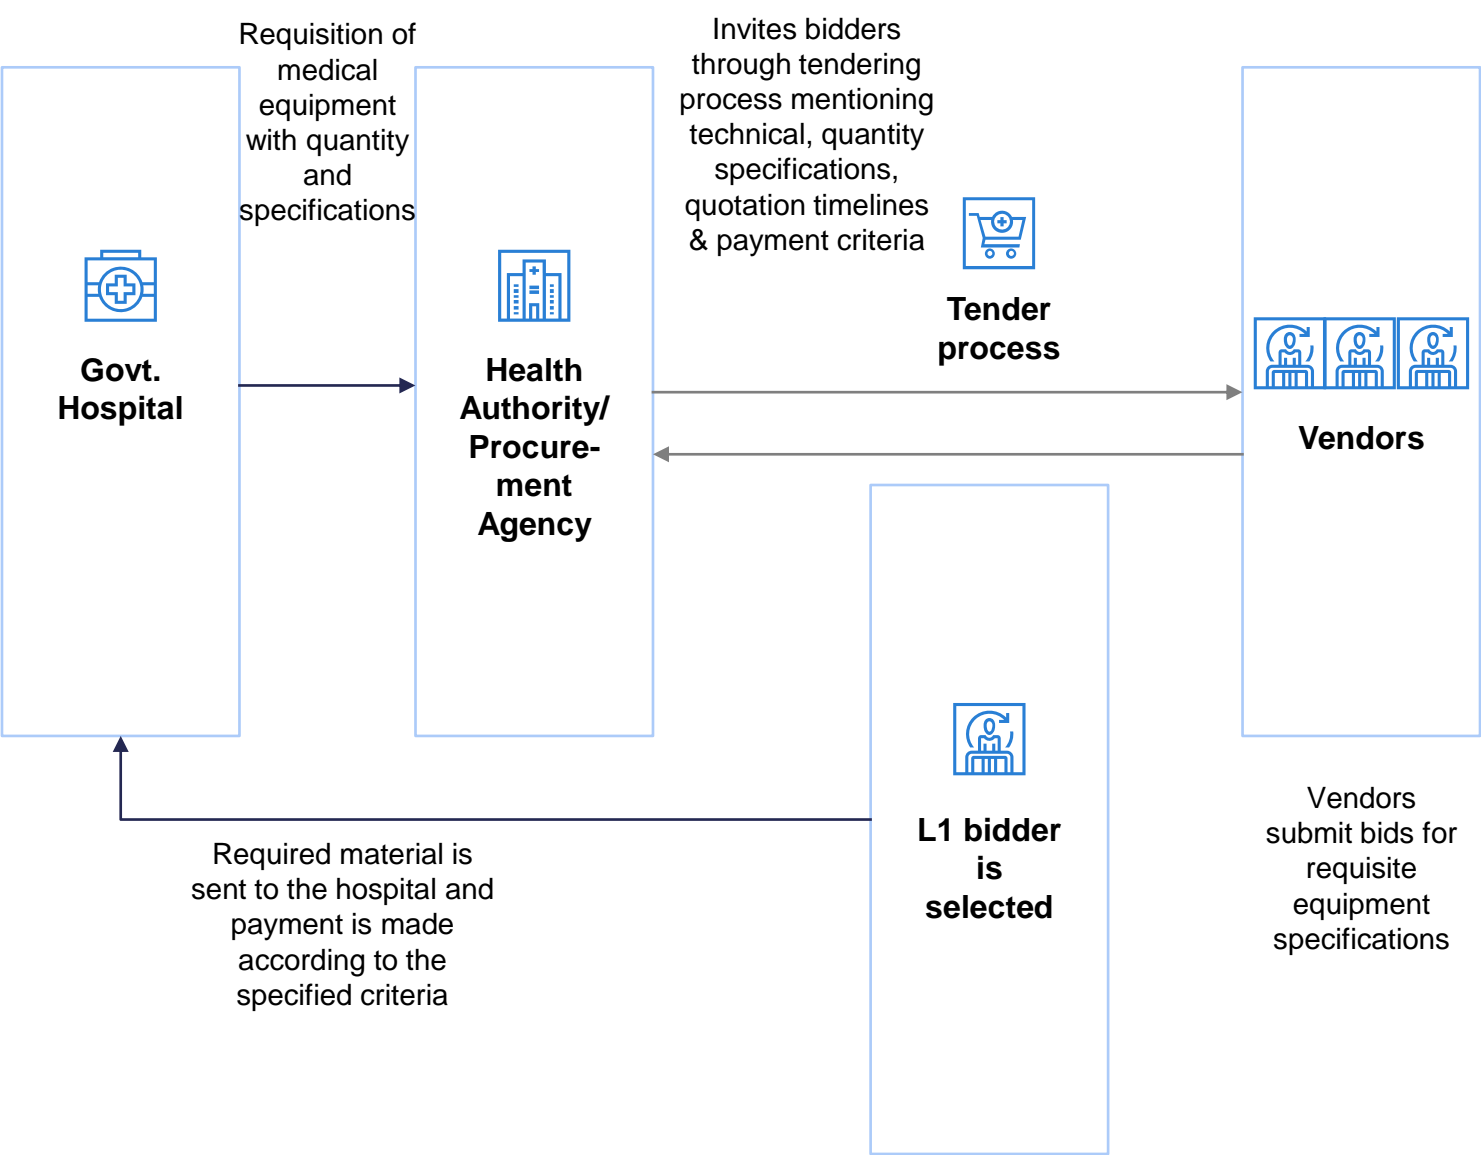 Requisition of
medical
equipment
with quantity
and
specifications
Invites bidders
through tendering
process mentioning
technical, quantity
specifications,
quotation timelines
& payment criteria
Tender
process
Govt.
Hospital
Health
Authority/
Procure-
ment
Agency
Vendors
L1 bidder
is
selected
Vendors
submit bids for
requisite
equipment
specifications
Required material is
sent to the hospital and
payment is made
according to the
specified criteria